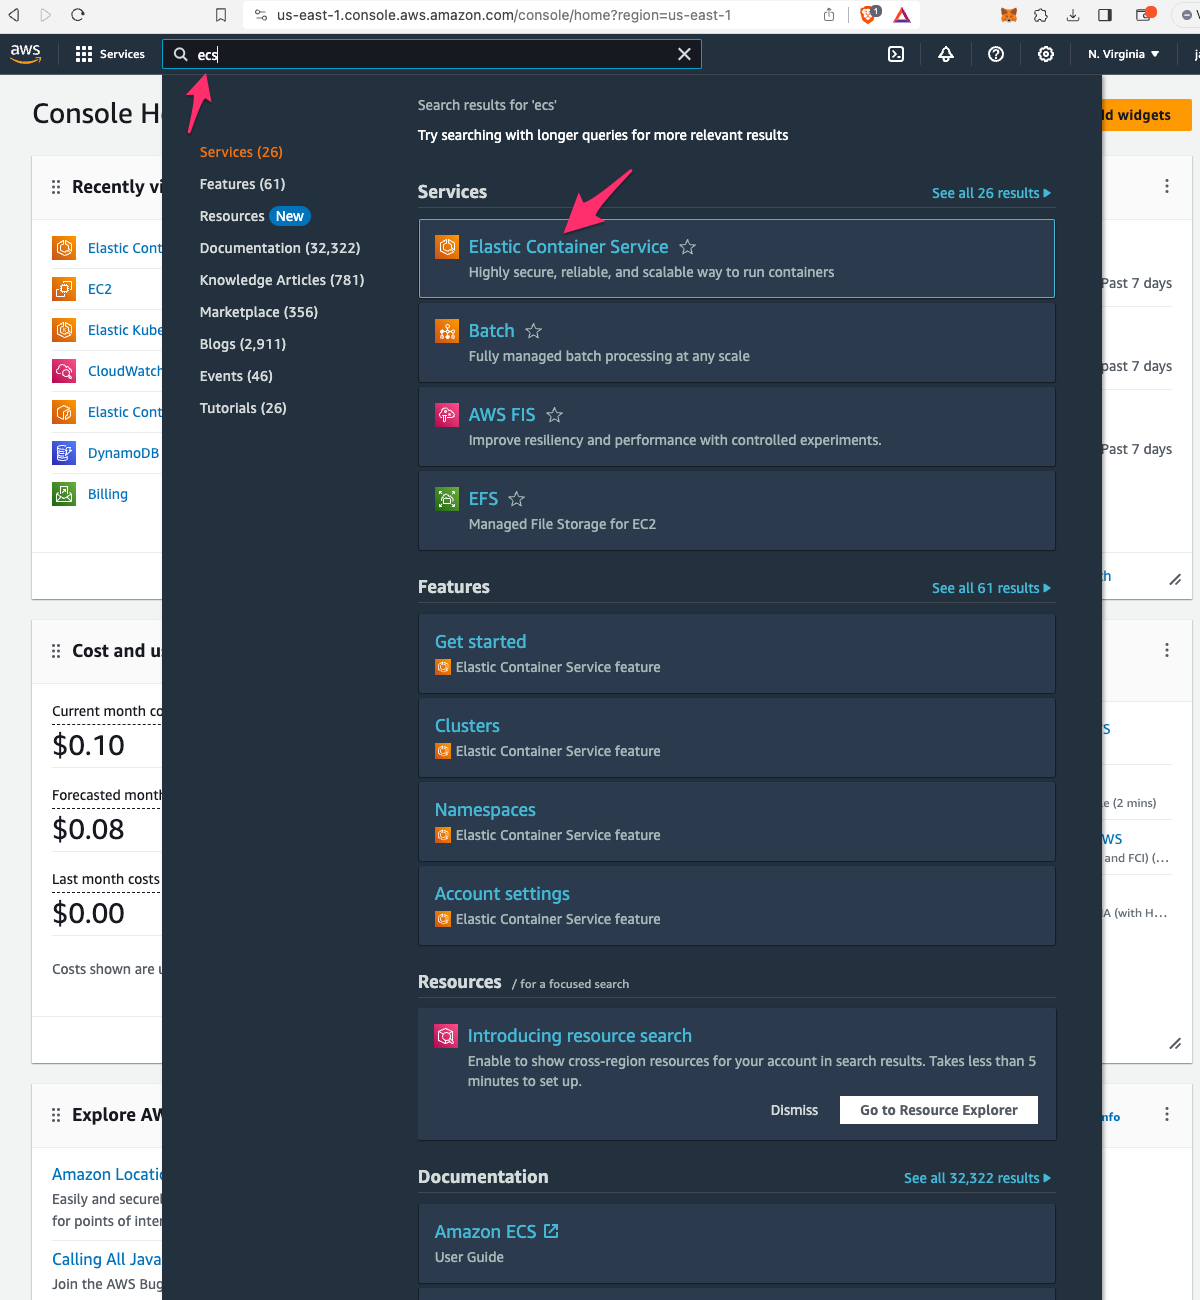 us-east-1.console.aws.amazon.com/console/home?region=us-east-1
1
aws
Services
ecs
N. Virginia
Console H
d widgets
Search results for 'ecs'
Try searching with longer queries for more relevant results
Services (26)
Features (61)
Resources New
Documentation (32,322)
Knowledge Articles (781)
Marketplace (356)
Blogs (2,911)
Events (46)
Tutorials (26)
Services
See all 26 results
Elastic Container Service
Highly secure, reliable, and scalable way to run containers
Batch
Fully managed batch processing at any scale
AWS FIS
Improve resiliency and performance with controlled experiments.
EFS
Managed File Storage for EC2
Features
See all 61 results
Get started
Elastic Container Service feature
Clusters
Elastic Container Service feature
Namespaces
Elastic Container Service feature
Account settings
Elastic Container Service feature
Resources / for a focused search
Introducing resource search
Enable to show cross-region resources for your account in search results. Takes less than 5
minutes to set up.
Dismiss
Go to Resource Explorer
Documentation
See all 32,322 results
Amazon ECS
User Guide
Recently vi
Elastic Cont
EC2
Elastic Kube
CloudWatch
Elastic Cont
DynamoDB
Billing
Cost and u
Current month co
$0.10
Forecasted month
$0.08
Last month costs
$0.00
Costs shown are u
Explore AW
Amazon Locatio
Easily and securel
for points of inter
Calling All Java
Join the AWS Bug
Past 7 days
past 7 days
Past 7 days
h
S
e (2 mins)
WS
and FCI) (...
A (with H...
nfo